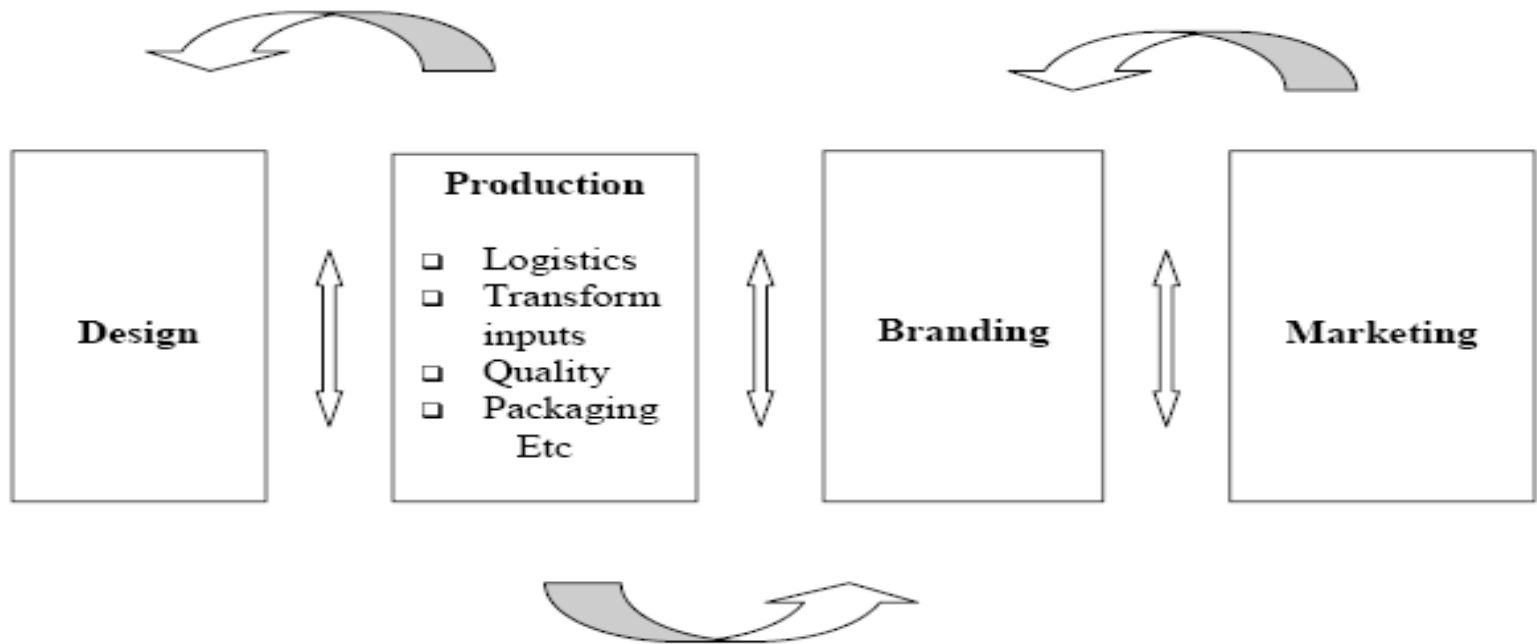 Design
Production
❑ Logistics
❑ Transform
inputs
❑ Quality
❑ Packaging
Etc
Branding
Marketing